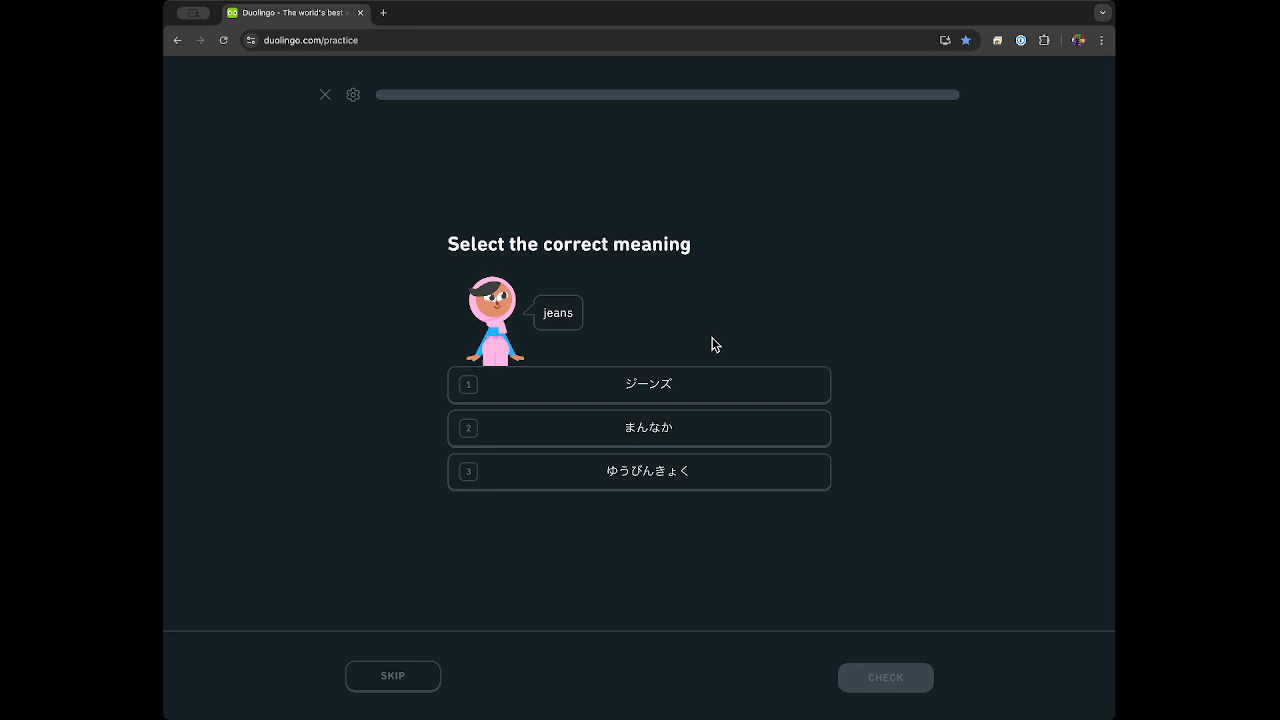 Duolingo - The world's best
duolingo.com/practice
Select the correct meaning
jeans
1 ジーンズ
2 まんなか
3 ゆうびんきょく
SKIP
CHECK